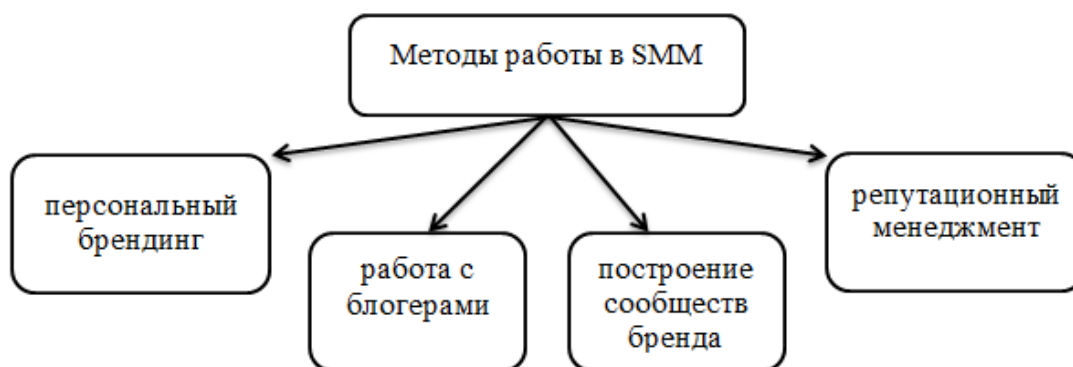 Методы работы в SMM
персональный
брендинг
работа с
блогерами
построение
сообществ
бренда
репутационный
менеджмент